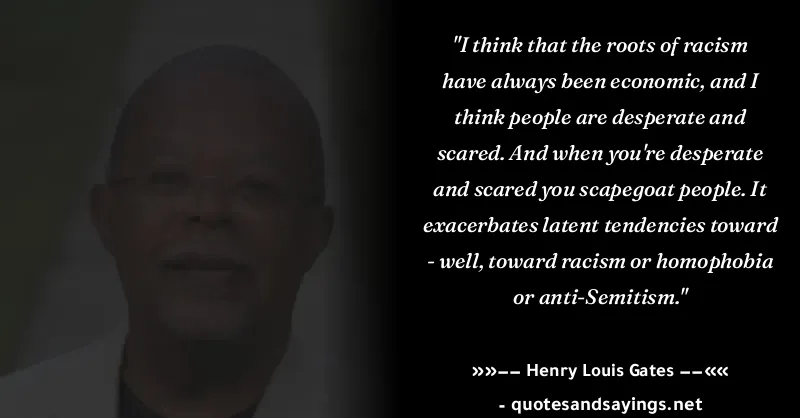 "I think that the roots of racism
have always been economic, and I
think people are desperate and
scared. And when you're desperate
and scared you scapegoat people. It
exacerbates latent tendencies toward
- well, toward racism or homophobia
or anti-Semitism."
»»–– Henry Louis Gates ––««
- quotesandsayings.net